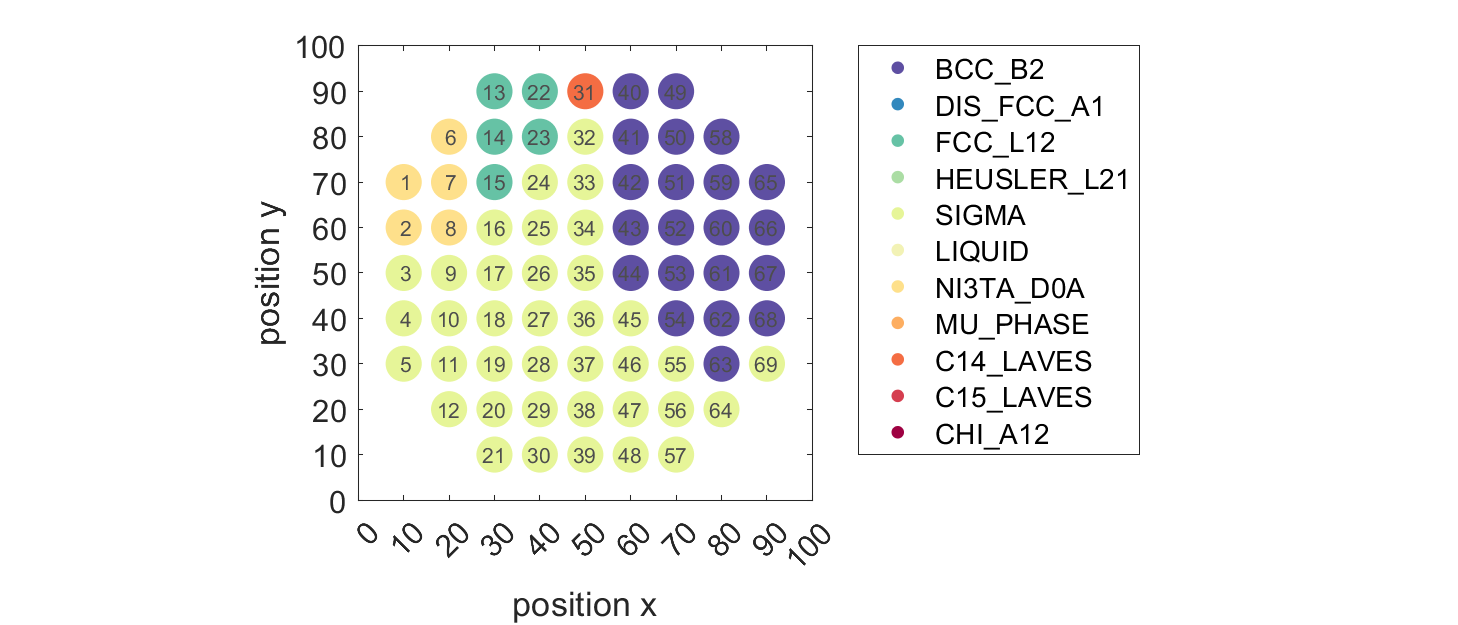 100
90
80
70
60
50
40
30
20
10
0
position y
13 22 31 40 49
6 14 23 32 41 50 58
1 7 15 24 33 42 51 59 65
2 8 16 25 34 43 52 60 66
3 9 17 26 35 44 53 61 67
4 10 18 27 36 45 54 62 68
5 11 19 28 37 46 55 63 69
12 20 29 38 47 56 64
21 30 39 48 57
0 10 20 30 40 50 60 70 80 90 100
position x
BCC_B2
DIS_FCC_A1
FCC_L12
HEUSLER_L21
SIGMA
LIQUID
NI3TA_D0A
MU_PHASE
C14_LAVES
C15_LAVES
CHI_A12